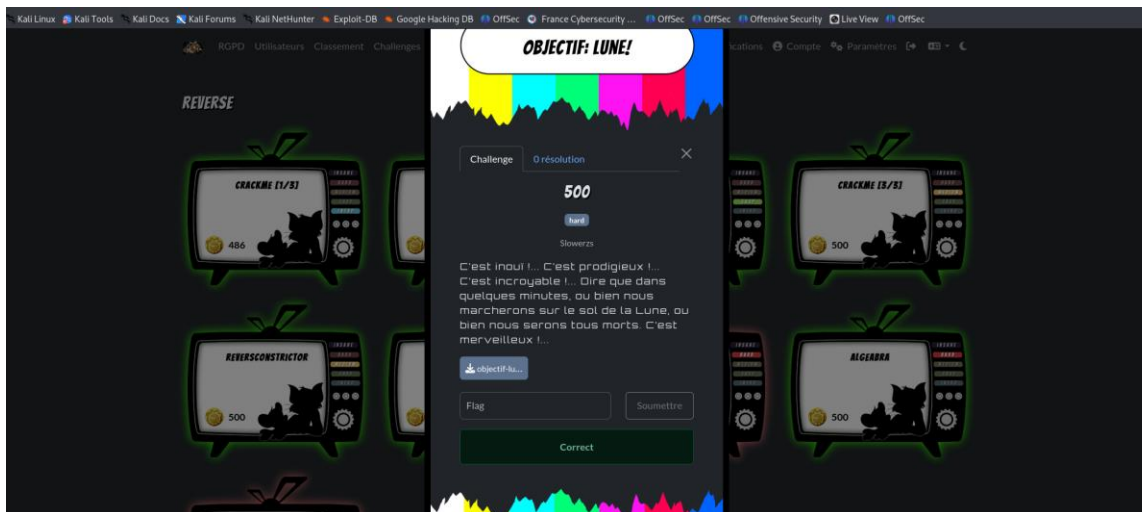 Kali Linux Kali Tools Kali Docs Kali Forums Kali NetHunter Exploit-DB Google Hacking DB OffSec France Cybersecurity ... OffSec OffSec Offensive Security Live View OffSec
RGPD Utilisateurs Classement Challenges
Compte Paramètres
OBJECTIF: LUNE!
REVERSE
Challenge 0 résolution
500
hard
Slowerzs
C'est inouï !... C'est prodigieux !...
C'est incroyable !... Dire que dans
quelques minutes, ou bien nous
marcherons sur le sol de la Lune, ou
bien nous serons tous morts. C'est
merveilleux !...
objectif-lu...
Flag Soumettre
Correct
CRACKME [1/3]
486
CRACKME [3/3]
500
REVERSCONSTRICTOR
500
ALGEABRA
500